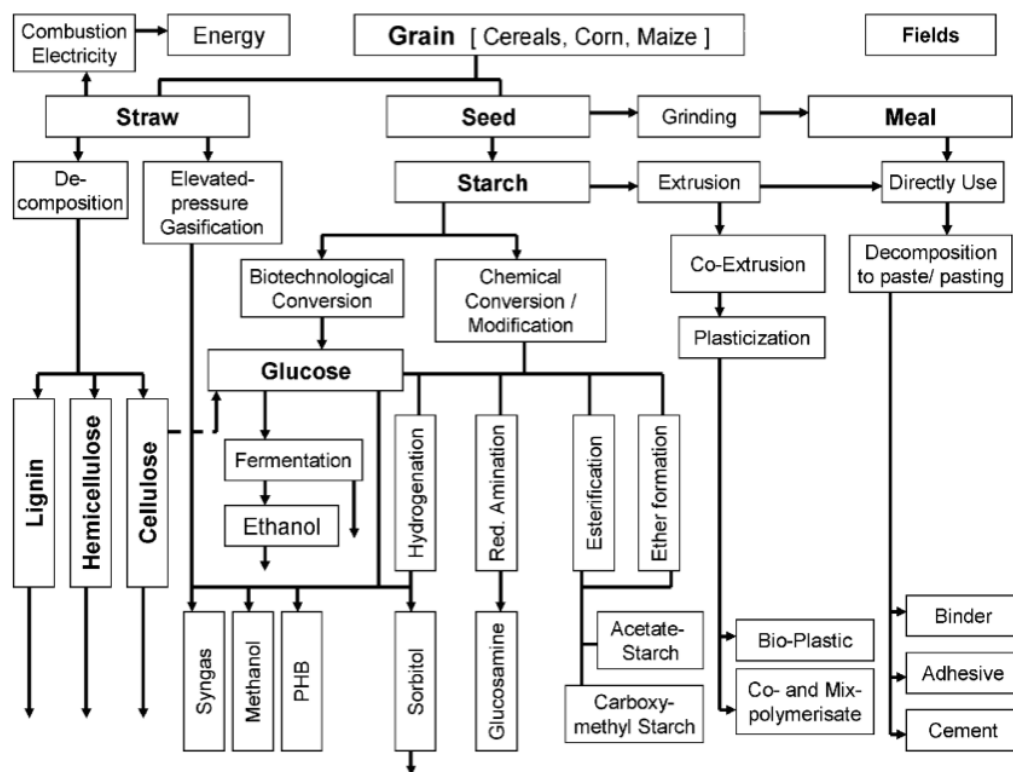 Combustion
Electricity
Energy
Grain [ Cereals, Corn, Maize ]
Fields
Straw
Seed
Grinding
Meal
De-
composition
Elevated-
pressure
Gasification
Starch
Extrusion
Directly Use
Biotechnological
Conversion
Chemical
Conversion /
Modification
Co-Extrusion
Decomposition
to paste/ pasting
Plasticization
Glucose
Lignin
Hemicellulose
Cellulose
Fermentation
Ethanol
Hydrogenation
Red. Amination
Esterification
Ether formation
Syngas
Methanol
PHB
Sorbitol
Glucosamine
Acetate-
Starch
Carboxy-
methyl Starch
Bio-Plastic
Co- and Mix-
polymerisate
Binder
Adhesive
Cement